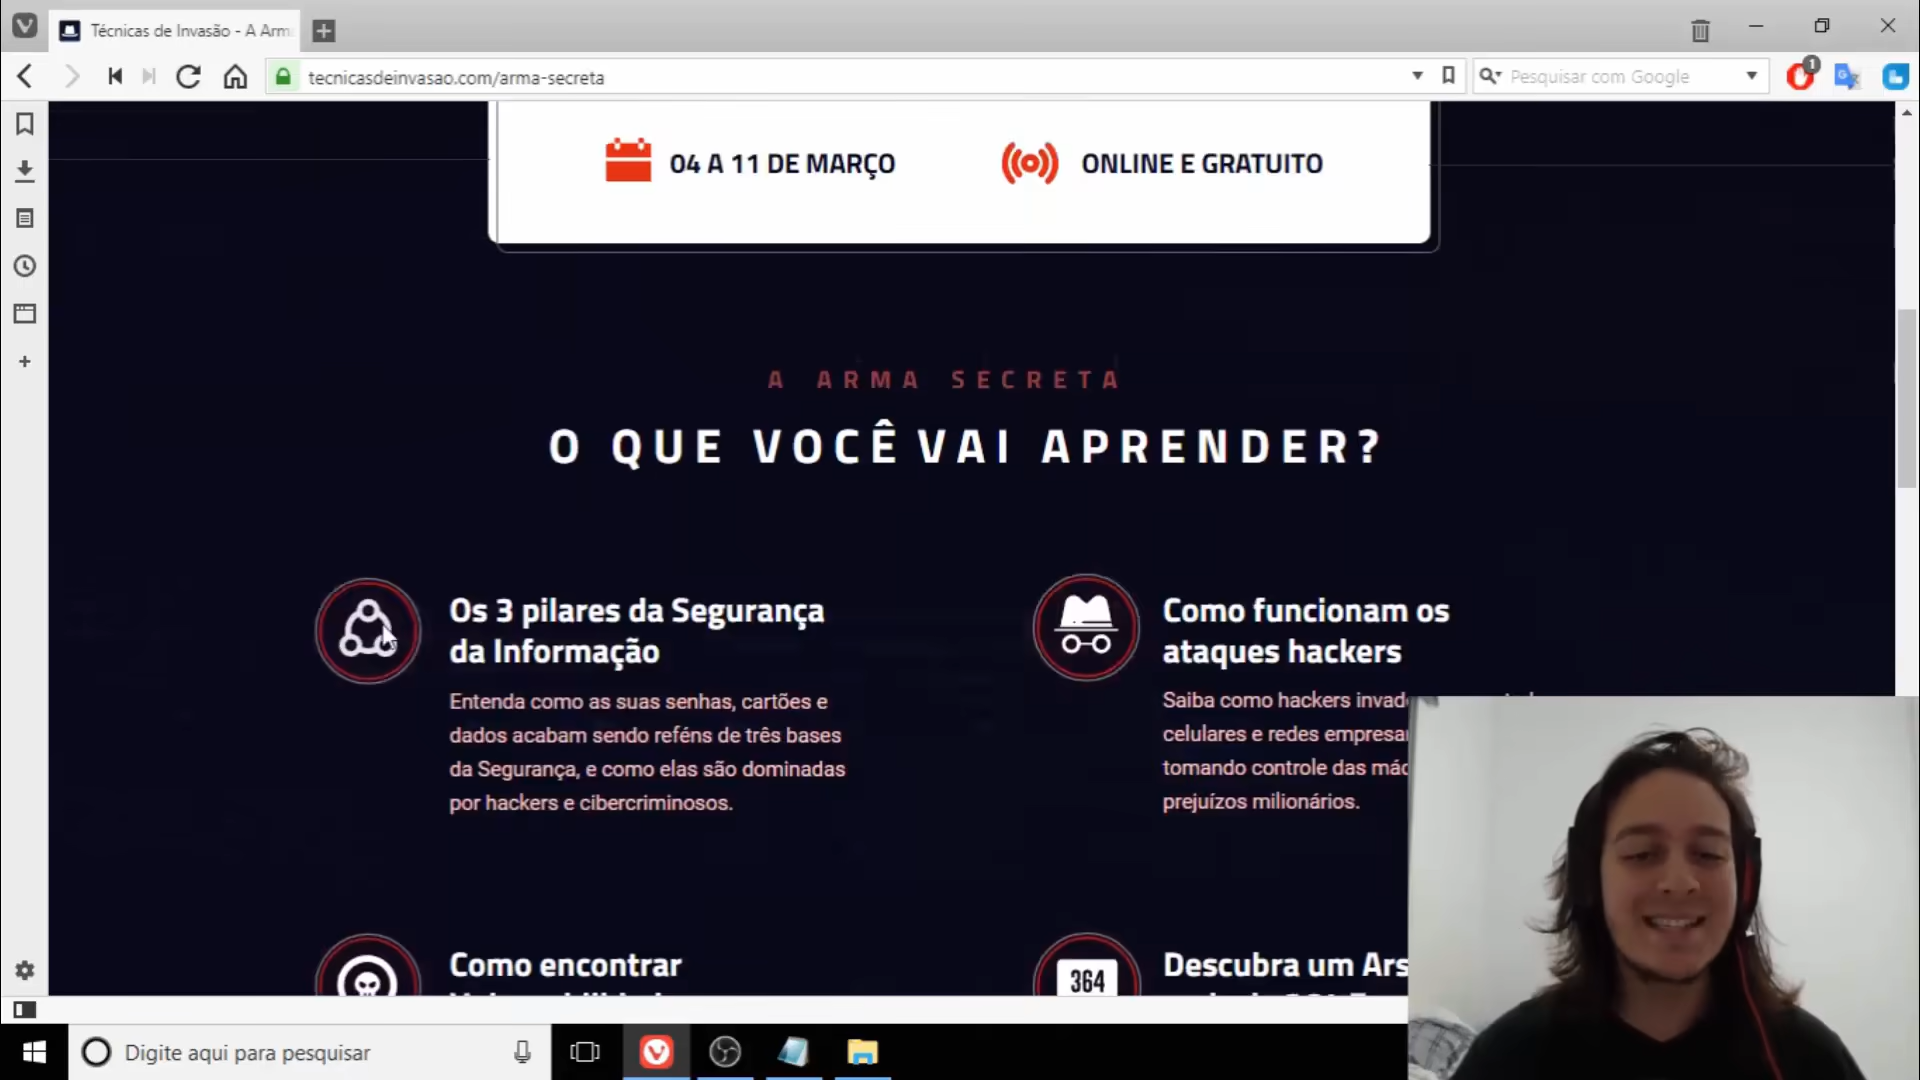 Técnicas de Invasão - A Arm
tecnicasdeinvasao.com/arma-secreta
Pesquisar com Google
1
04 A 11 DE MARÇO
ONLINE E GRATUITO
A ARMA SECRETA
O QUE VOCÊ VAI APRENDER?
Os 3 pilares da Segurança
da Informação
Entenda como as suas senhas, cartões e
dados acabam sendo reféns de três bases
da Segurança, e como elas são dominadas
por hackers e cibercriminosos.
Como funcionam os
ataques hackers
Saiba como hackers invad
celulares e redes empresar
tomando controle das mác
prejuízos milionários.
Como encontrar
364
Descubra um Ars
Digite aqui para pesquisar